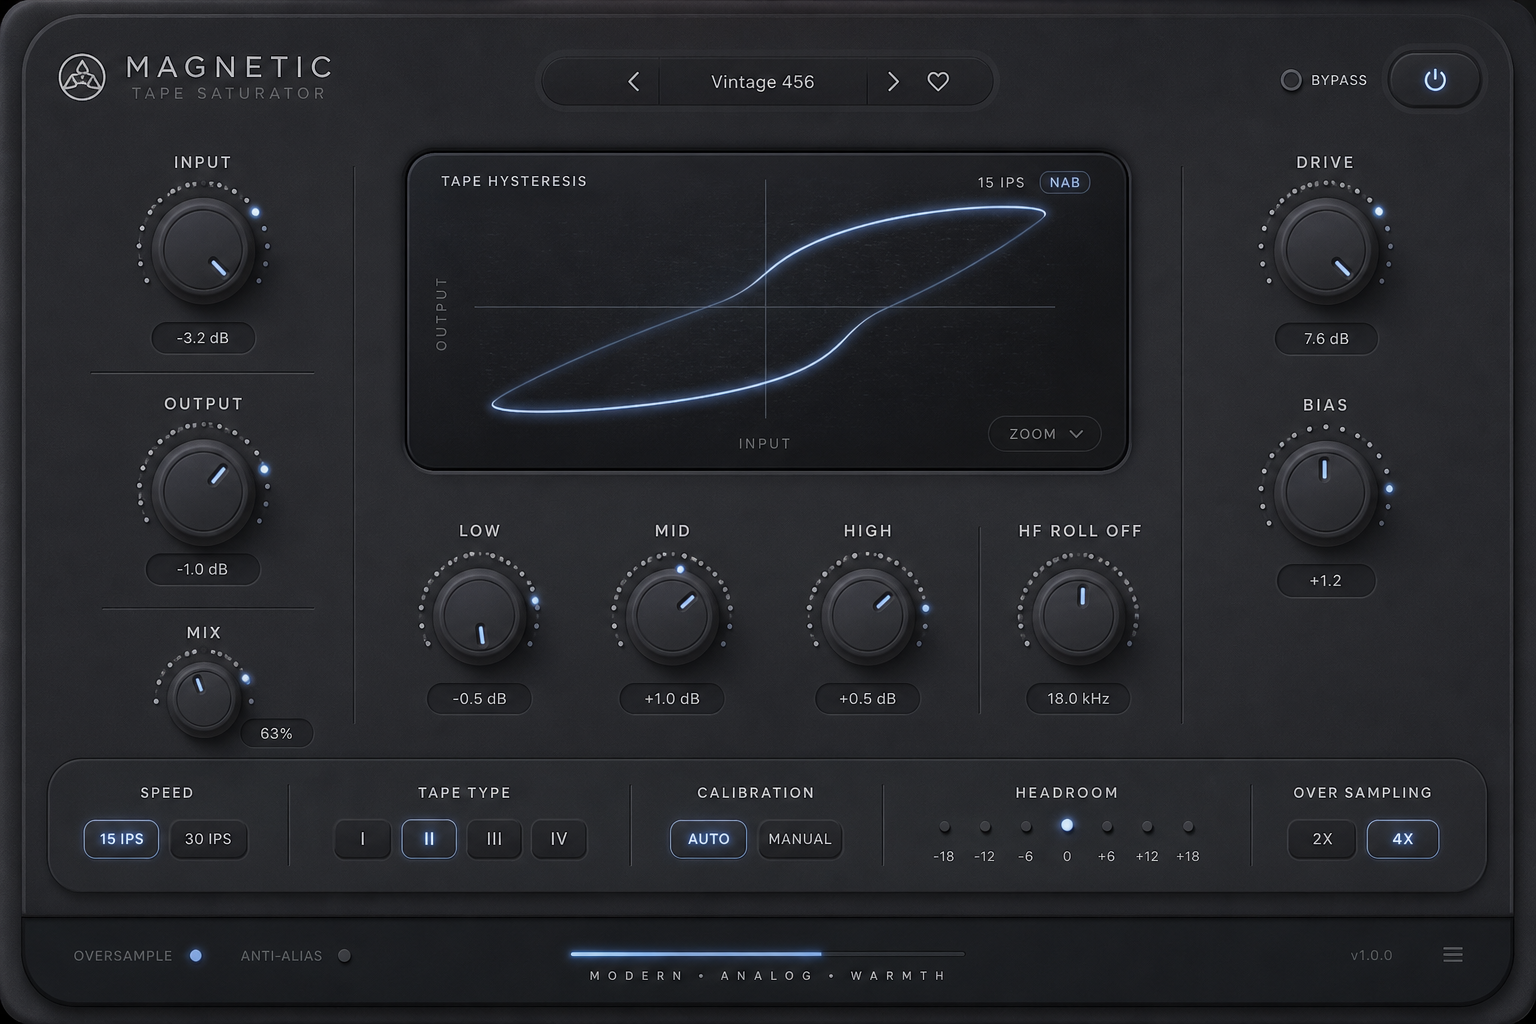 MAGNETIC
TAPE SATURATOR
Vintage 456
BYPASS
INPUT
-3.2 dB
OUTPUT
-1.0 dB
MIX
63%
TAPE HYSTERESIS
15 IPS NAB
OUTPUT
INPUT
ZOOM
DRIVE
7.6 dB
BIAS
+1.2
LOW
-0.5 dB
MID
+1.0 dB
HIGH
+0.5 dB
HF ROLL OFF
18.0 kHz
SPEED
15 IPS 30 IPS
TAPE TYPE
I II III IV
CALIBRATION
AUTO MANUAL
HEADROOM
-18 -12 -6 0 +6 +12 +18
OVER SAMPLING
2X 4X
OVERSAMPLE ANTI-ALIAS
MODERN • ANALOG • WARMTH
v1.0.0